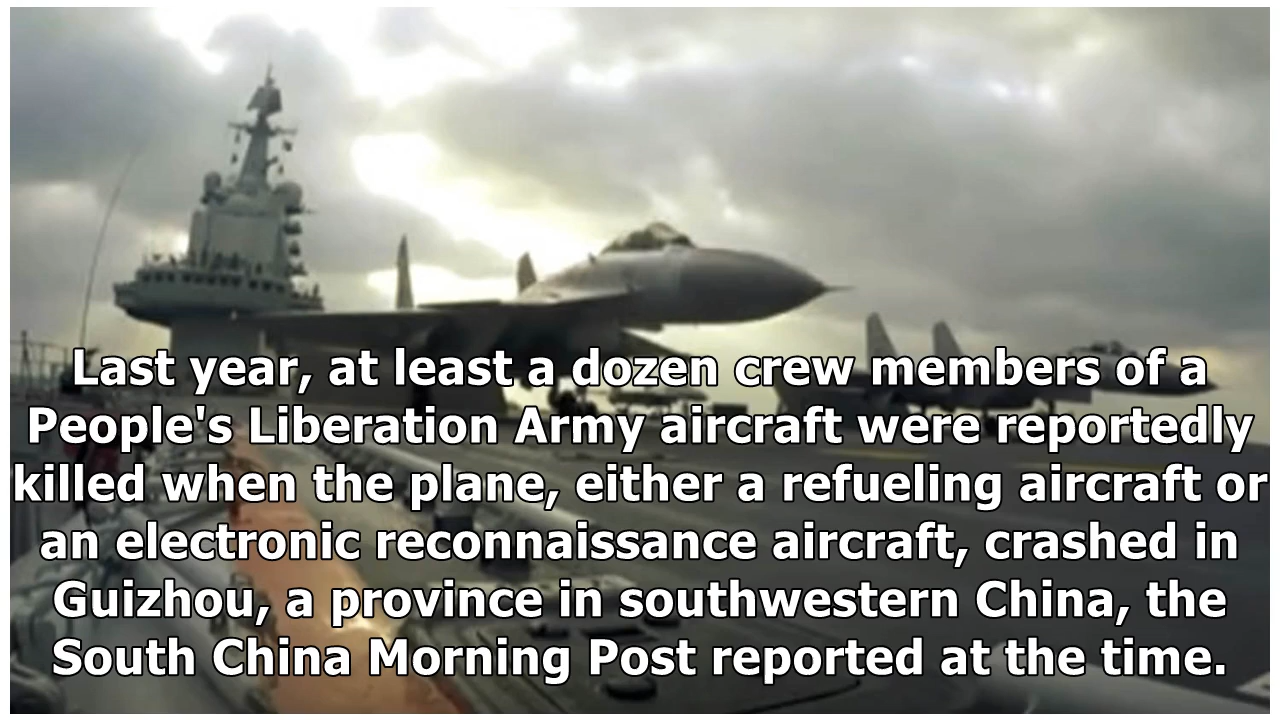 Last year, at least a dozen crew members of a
People's Liberation Army aircraft were reportedly
killed when the plane, either a refueling aircraft or
an electronic reconnaissance aircraft, crashed in
Guizhou, a province in southwestern China, the
South China Morning Post reported at the time.